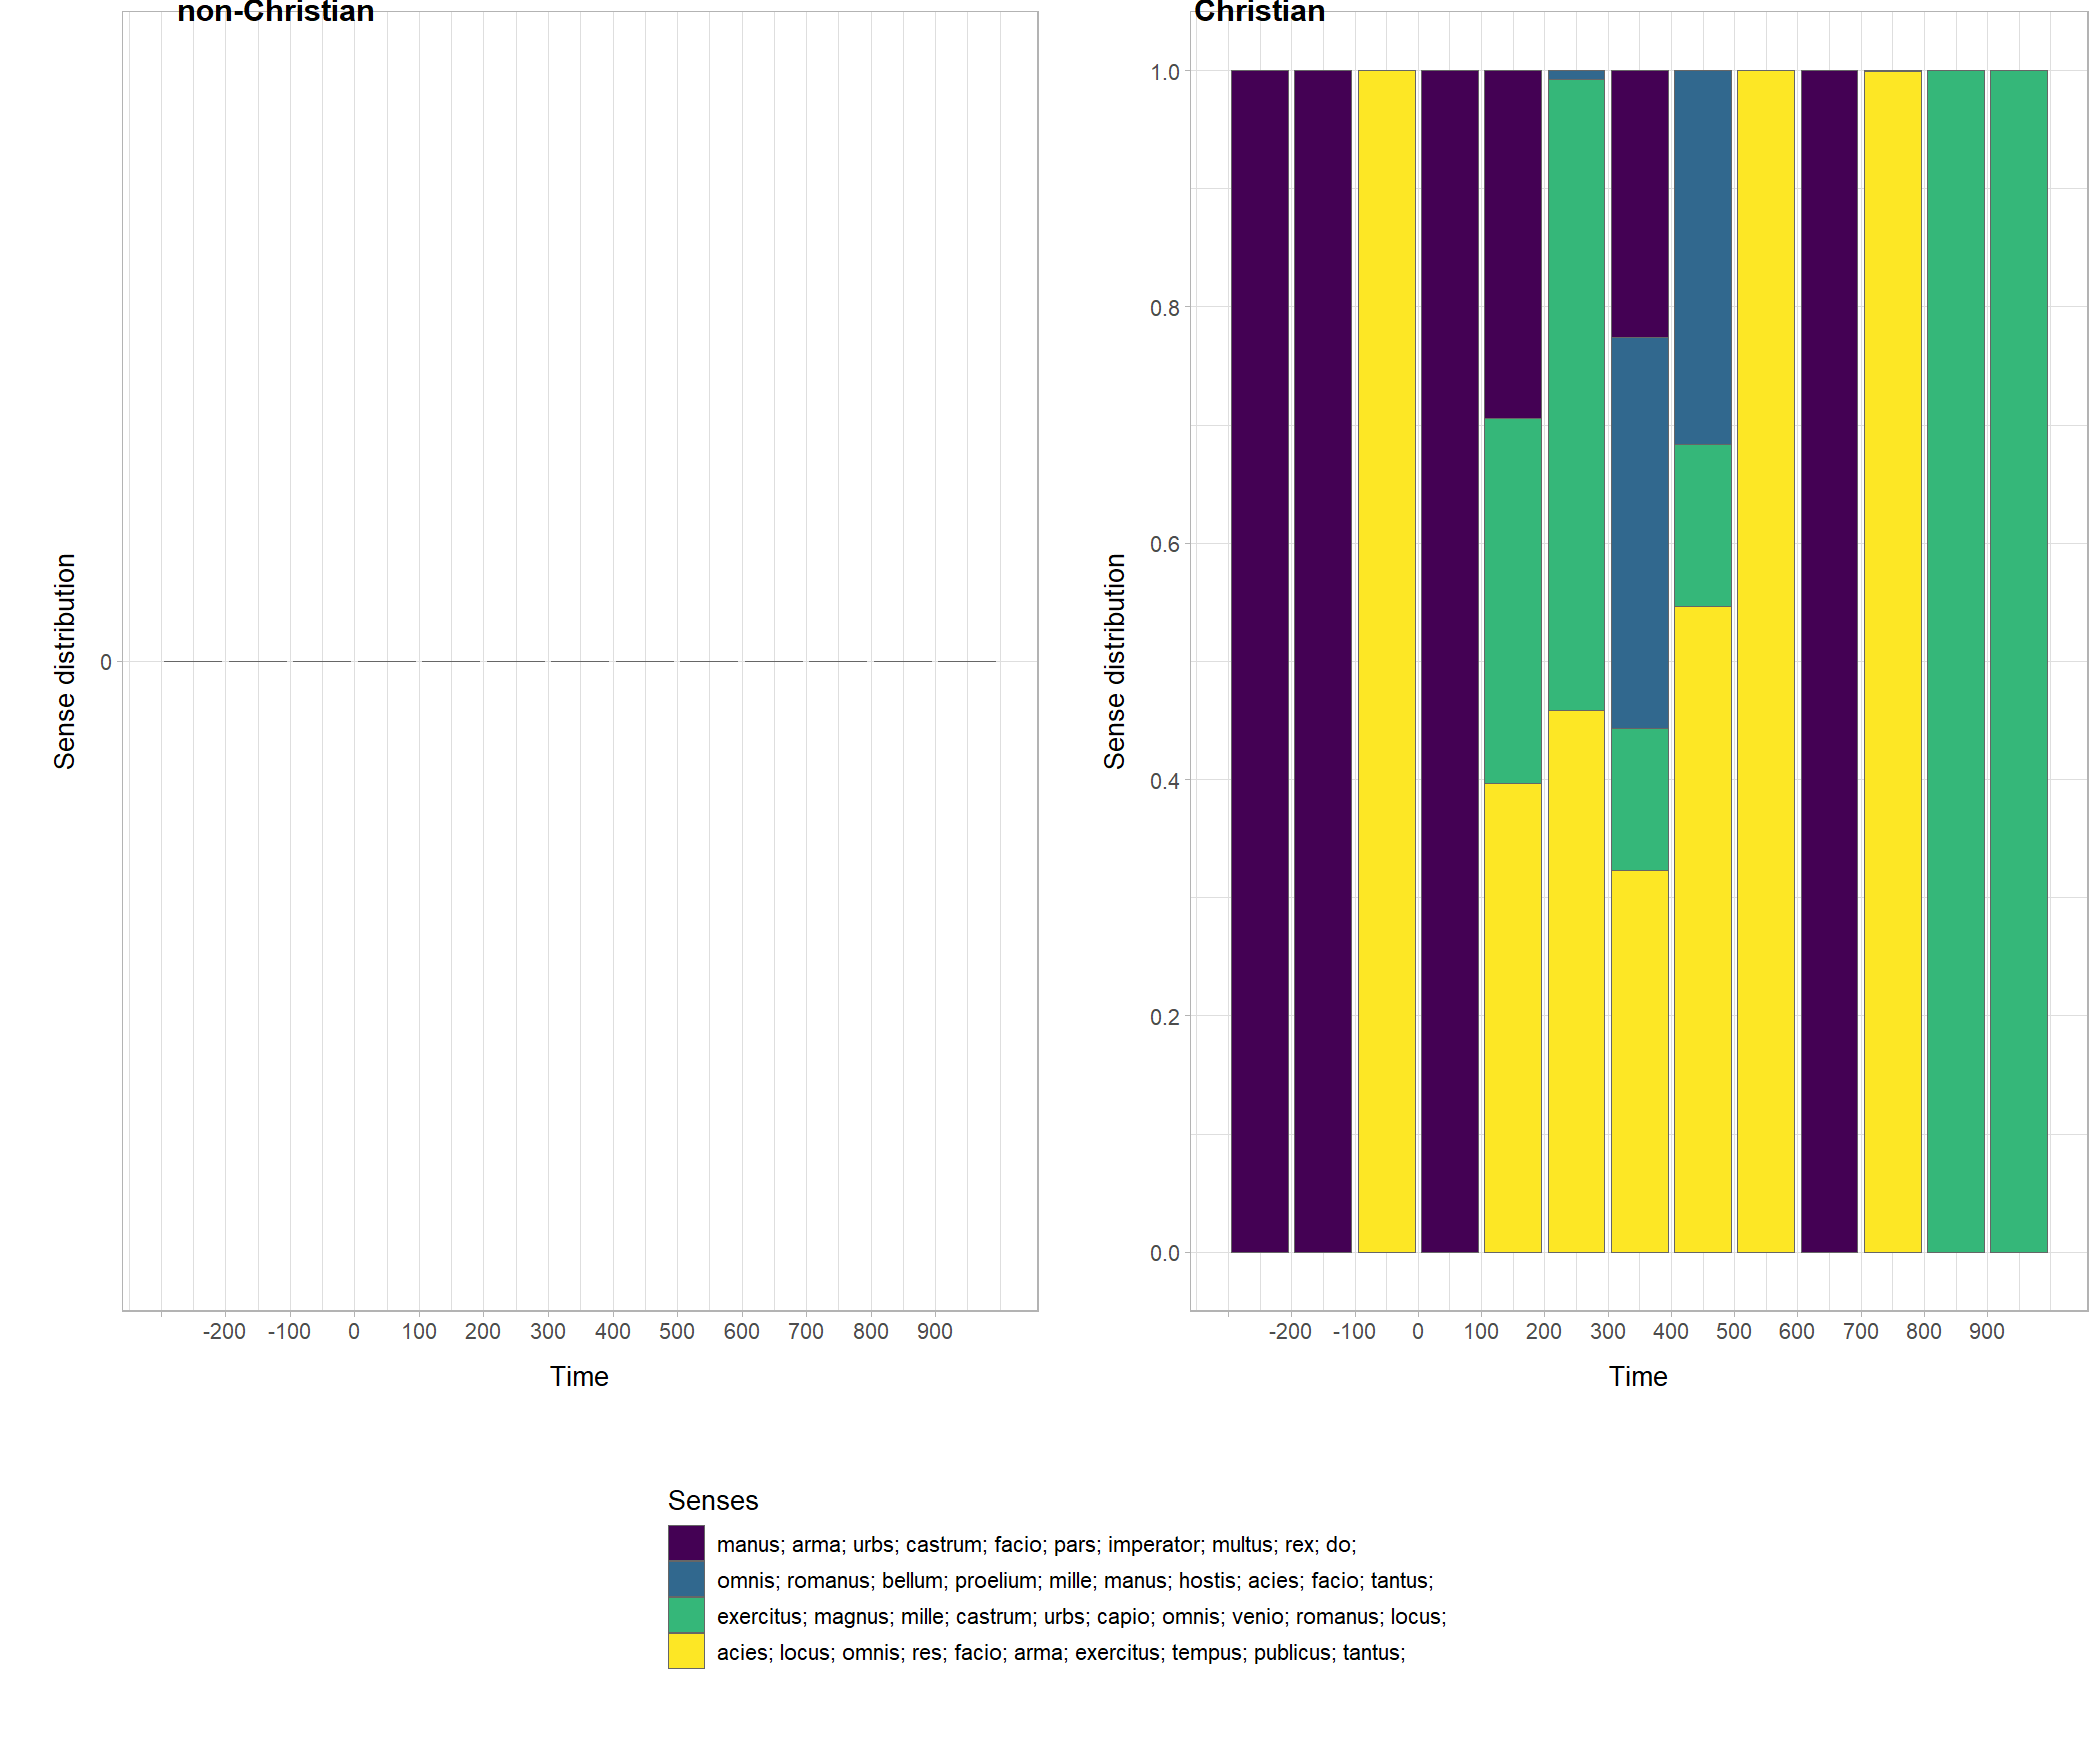 non-Christian
Christian
Sense distribution
0
-200 -100 0 100 200 300 400 500 600 700 800 900
Time
Sense distribution
1.0
0.8
0.6
0.4
0.2
0.0
-200 -100 0 100 200 300 400 500 600 700 800 900
Time
Senses
manus; arma; urbs; castrum; facio; pars; imperator; multus; rex; do;
omnis; romanus; bellum; proelium; mille; manus; hostis; acies; facio; tantus;
exercitus; magnus; mille; castrum; urbs; capio; omnis; venio; romanus; locus;
acies; locus; omnis; res; facio; arma; exercitus; tempus; publicus; tantus;